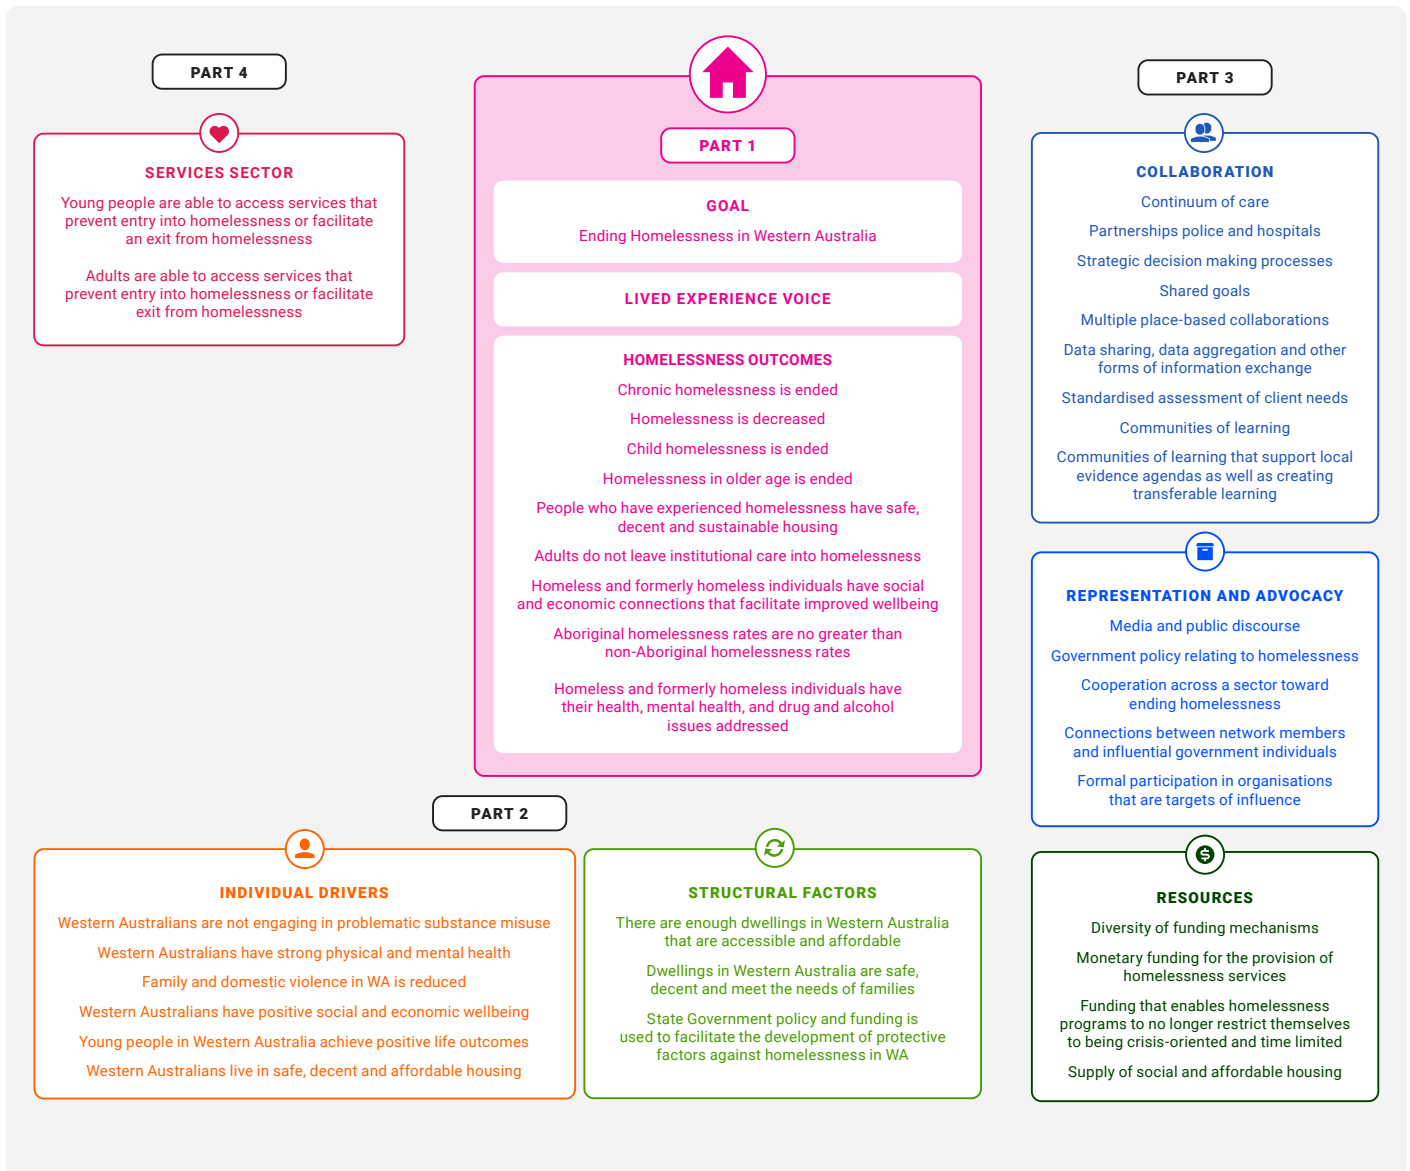 PART 4
SERVICES SECTOR
Young people are able to access services that
prevent entry into homelessness or facilitate
an exit from homelessness
Adults are able to access services that
prevent entry into homelessness or facilitate
exit from homelessness
PART 1
GOAL
Ending Homelessness in Western Australia
LIVED EXPERIENCE VOICE
HOMELESSNESS OUTCOMES
Chronic homelessness is ended
Homelessness is decreased
Child homelessness is ended
Homelessness in older age is ended
People who have experienced homelessness have safe,
decent and sustainable housing
Adults do not leave institutional care into homelessness
Homeless and formerly homeless individuals have social
and economic connections that facilitate improved wellbeing
Aboriginal homelessness rates are no greater than
non-Aboriginal homelessness rates
Homeless and formerly homeless individuals have
their health, mental health, and drug and alcohol
issues addressed
PART 3
COLLABORATION
Continuum of care
Partnerships police and hospitals
Strategic decision making processes
Shared goals
Multiple place-based collaborations
Data sharing, data aggregation and other
forms of information exchange
Standardised assessment of client needs
Communities of learning
Communities of learning that support local
evidence agendas as well as creating
transferable learning
REPRESENTATION AND ADVOCACY
Media and public discourse
Government policy relating to homelessness
Cooperation across a sector toward
ending homelessness
Connections between network members
and influential government individuals
Formal participation in organisations
that are targets of influence
RESOURCES
Diversity of funding mechanisms
Monetary funding for the provision of
homelessness services
Funding that enables homelessness
programs to no longer restrict themselves
to being crisis-oriented and time limited
Supply of social and affordable housing
PART 2
INDIVIDUAL DRIVERS
Western Australians are not engaging in problematic substance misuse
Western Australians have strong physical and mental health
Family and domestic violence in WA is reduced
Western Australians have positive social and economic wellbeing
Young people in Western Australia achieve positive life outcomes
Western Australians live in safe, decent and affordable housing
STRUCTURAL FACTORS
There are enough dwellings in Western Australia
that are accessible and affordable
Dwellings in Western Australia are safe,
decent and meet the needs of families
State Government policy and funding is
used to facilitate the development of protective
factors against homelessness in WA